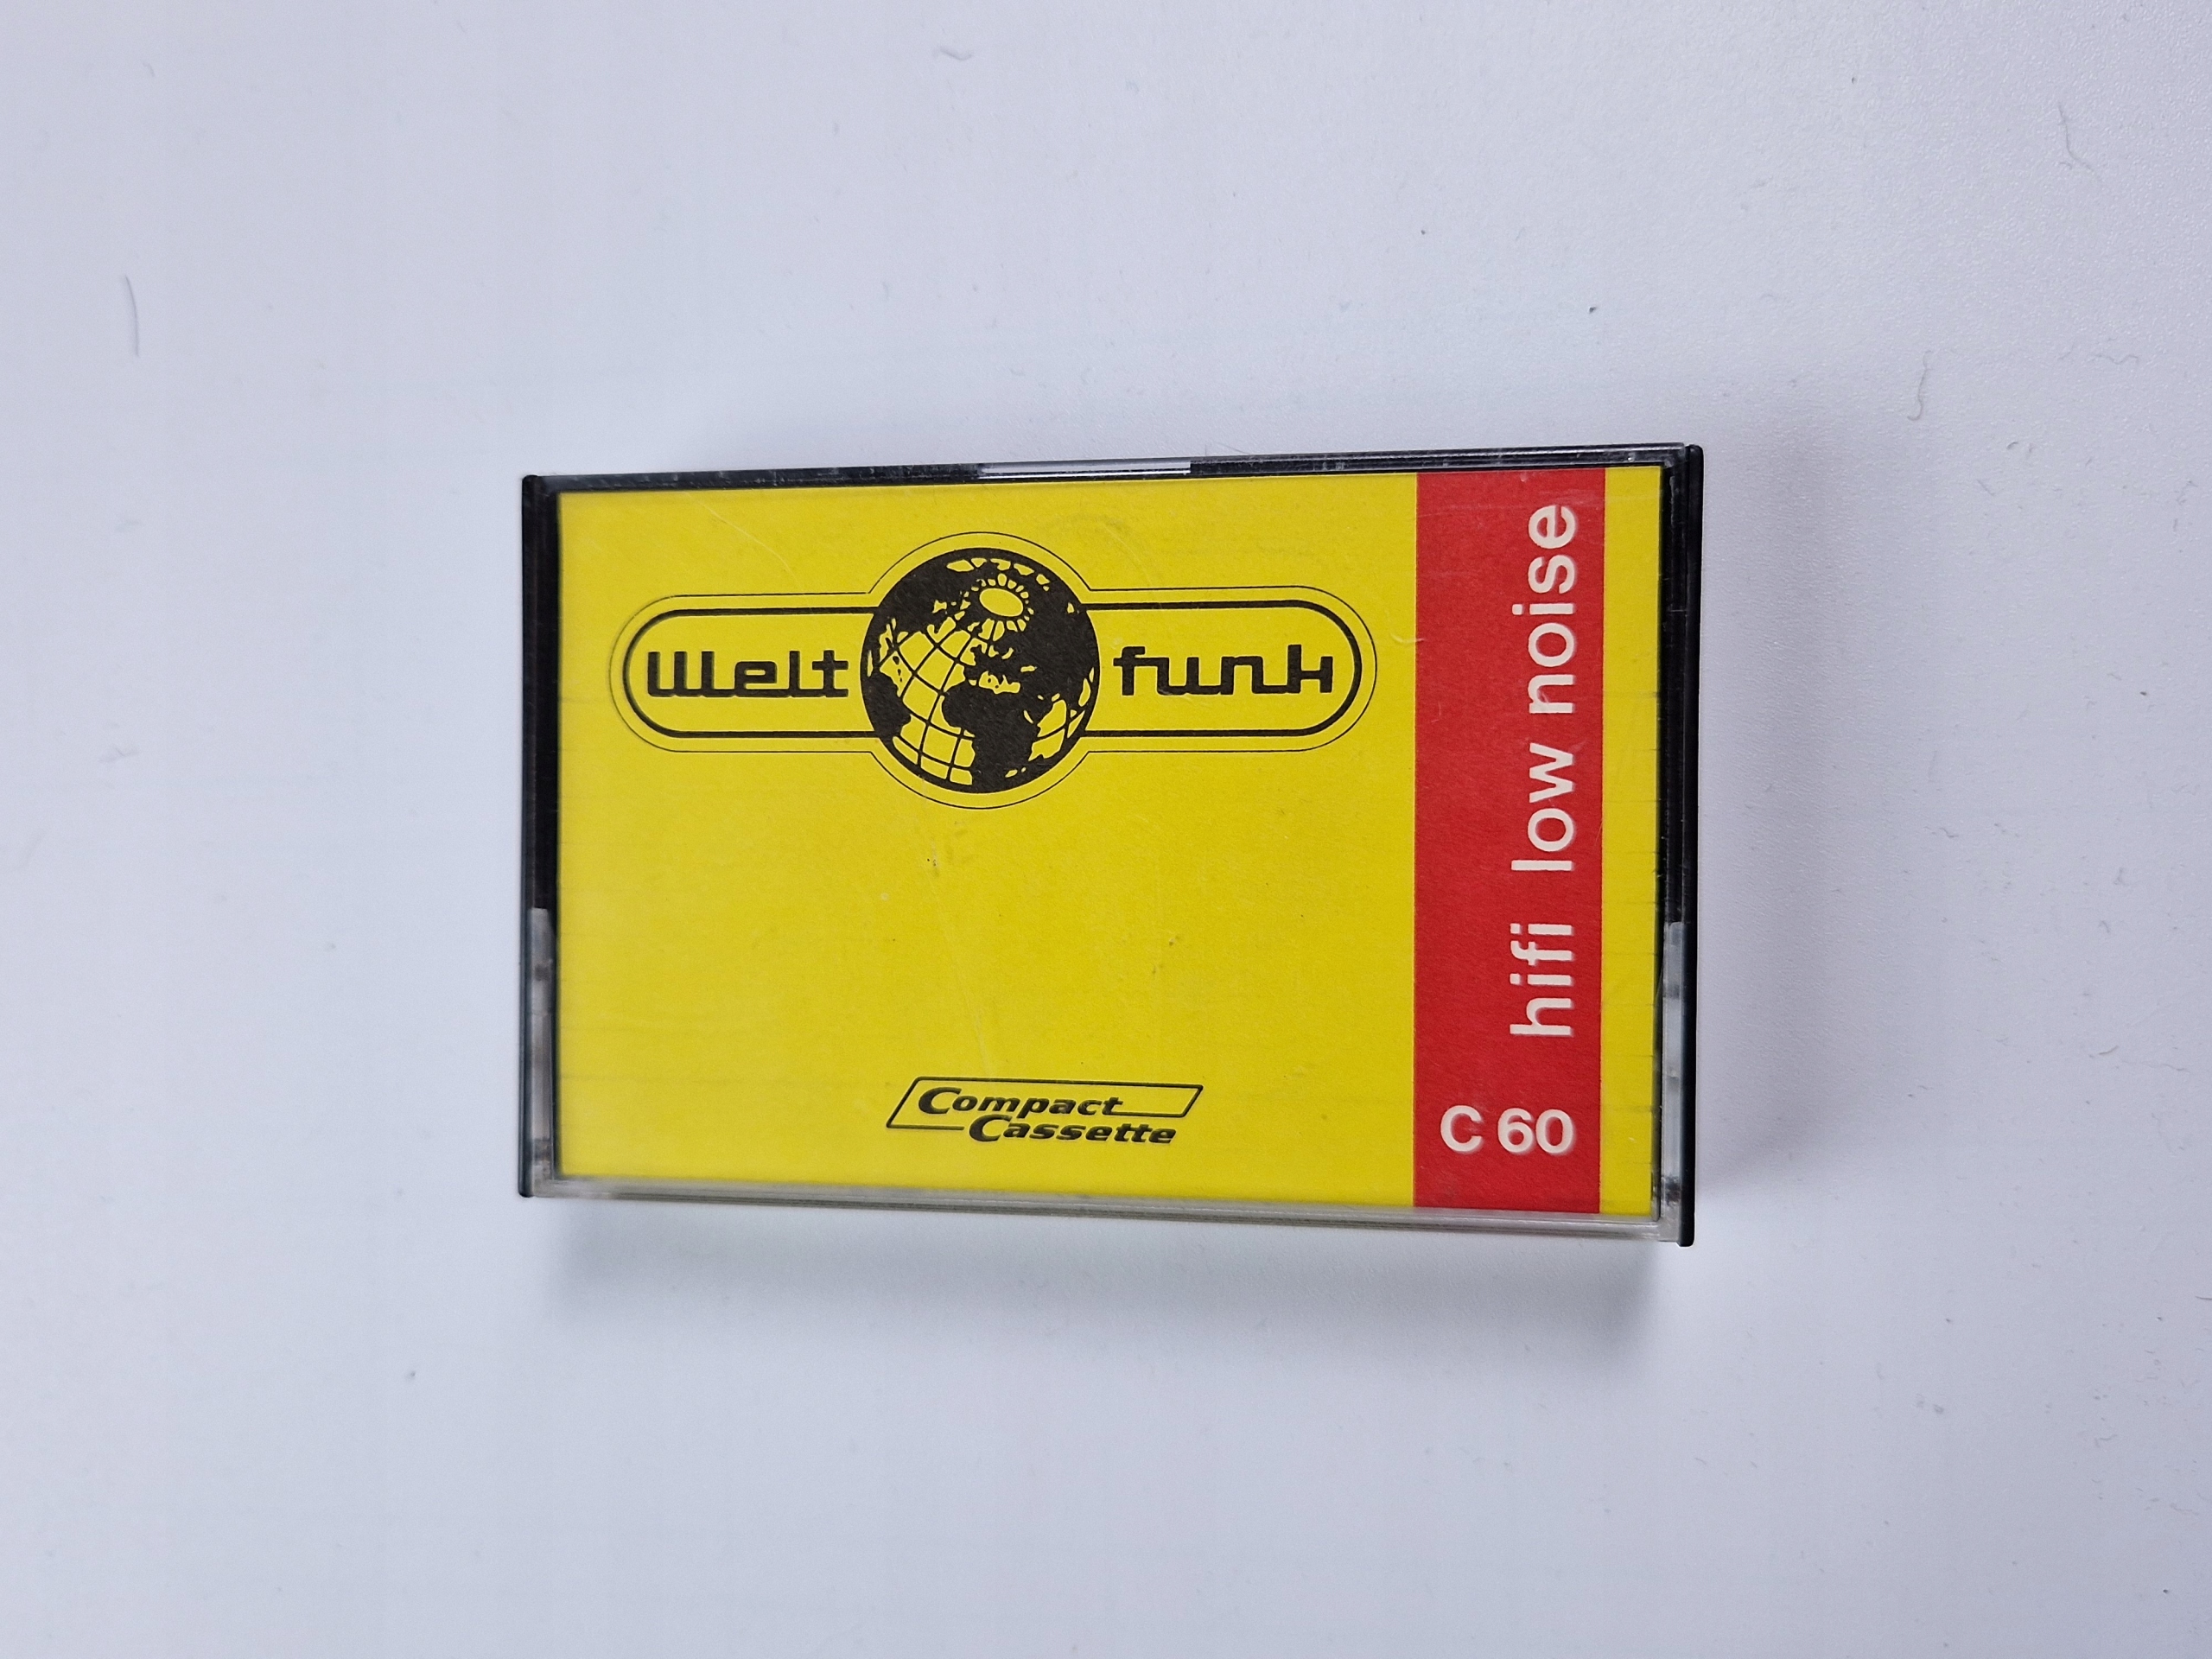 Welt funk
Compact
Cassette
hifi low noise
C 60